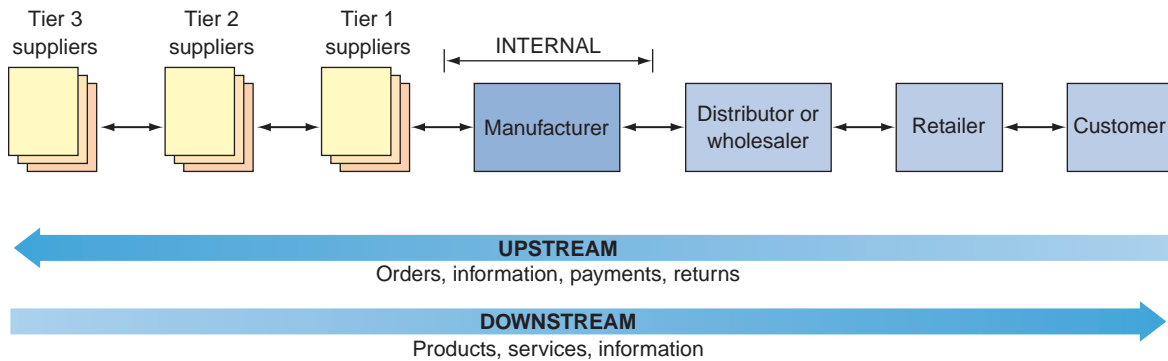 Tier 3
suppliers
Tier 2
suppliers
Tier 1
suppliers
INTERNAL
Manufacturer
Distributor or
wholesaler
Retailer
Customer
UPSTREAM
Orders, information, payments, returns
DOWNSTREAM
Products, services, information